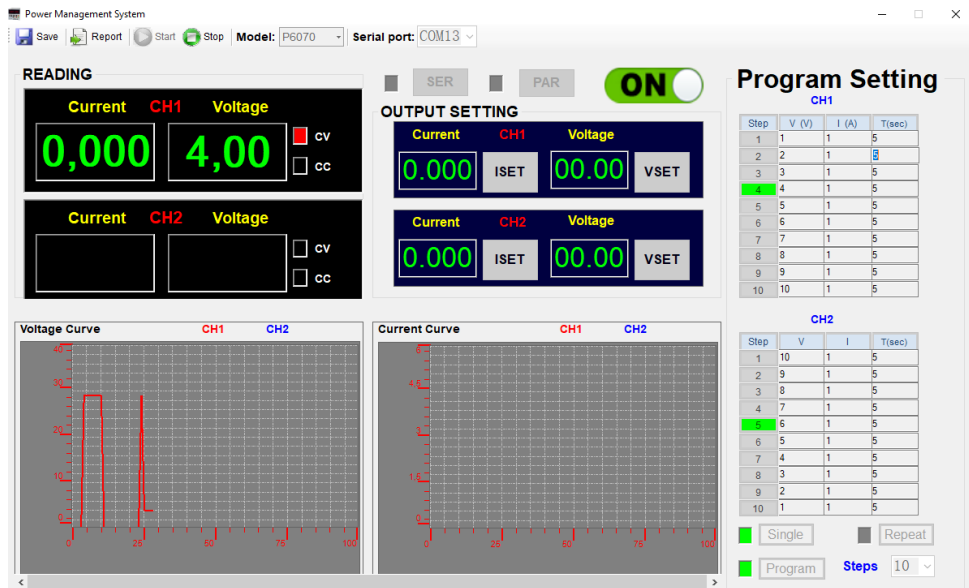 Power Management System
Save Report Start Stop Model: P6070 Serial port: COM13
READING
Current CH1 Voltage
0,000 4,00 CV
CC
Current CH2 Voltage
CV
CC
SER PAR ON
OUTPUT SETTING
Current CH1 Voltage
0.000 ISET 00.00 VSET
Current CH2 Voltage
0.000 ISET 00.00 VSET
Voltage Curve CH1 CH2
40
30
20
10
0
0 25 50 75 100
Current Curve CH1 CH2
6
4,5
3
1,5
0
0 25 50 75 100
Program Setting
CH1
Step V (V) I (A) T(sec)
1 1 1 5
2 2 1 5
3 3 1 5
4 4 1 5
5 5 1 5
6 6 1 5
7 7 1 5
8 8 1 5
9 9 1 5
10 10 1 5
CH2
Step V I T(sec)
1 10 1 5
2 9 1 5
3 8 1 5
4 7 1 5
5 6 1 5
6 5 1 5
7 4 1 5
8 3 1 5
9 2 1 5
10 1 1 5
Single Repeat
Program Steps 10